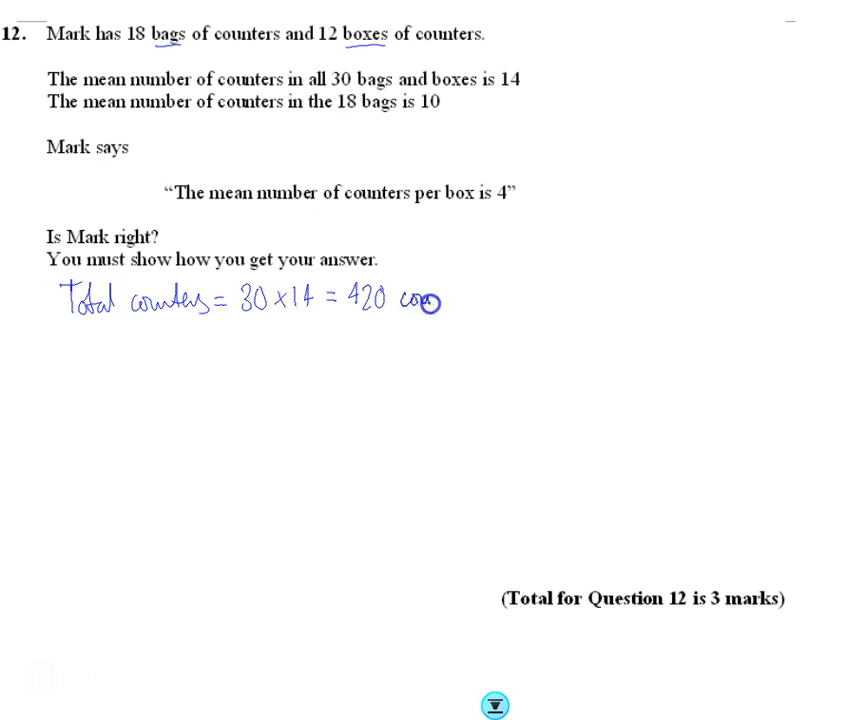 12. Mark has 18 bags of counters and 12 boxes of counters.
The mean number of counters in all 30 bags and boxes is 14
The mean number of counters in the 18 bags is 10
Mark says
“The mean number of counters per box is 4”
Is Mark right?
You must show how you get your answer.
Total counters = 30 × 14 = 420
(Total for Question 12 is 3 marks)